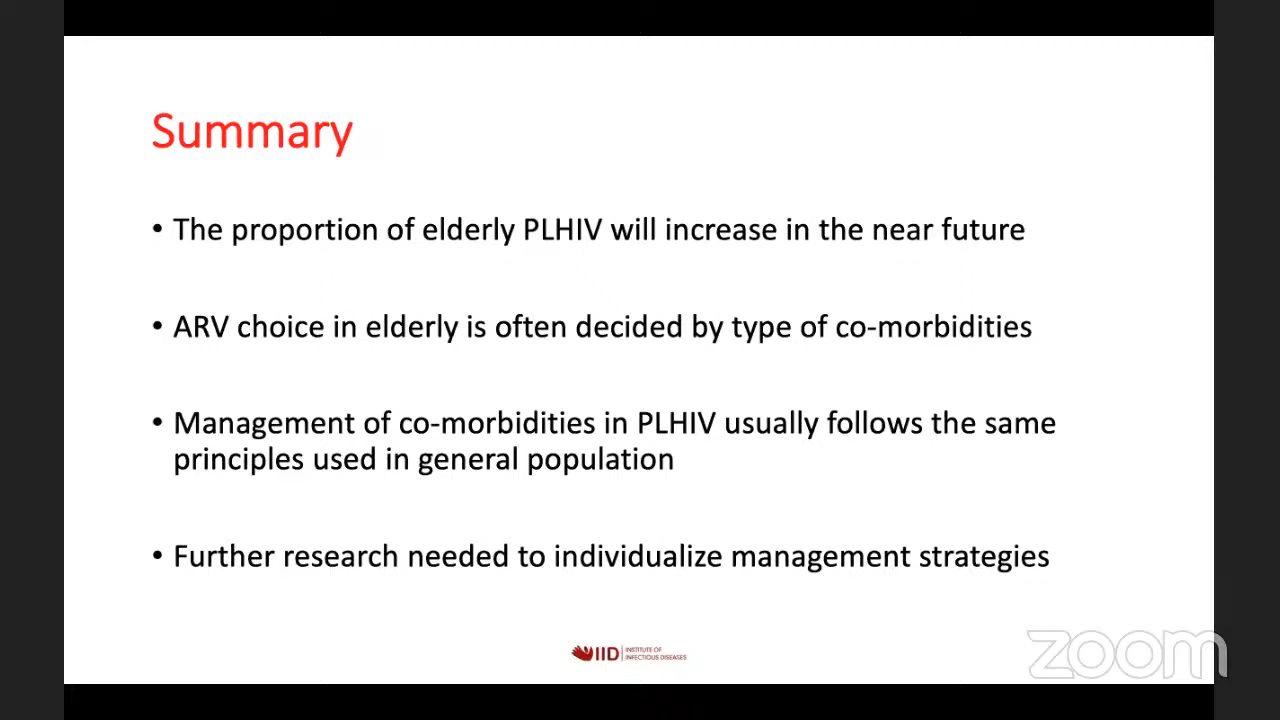 Summary
• The proportion of elderly PLHIV will increase in the near future
• ARV choice in elderly is often decided by type of co-morbidities
• Management of co-morbidities in PLHIV usually follows the same
principles used in general population
• Further research needed to individualize management strategies
IID
INSTITUTE OF
INFECTIOUS DISEASES
zoom